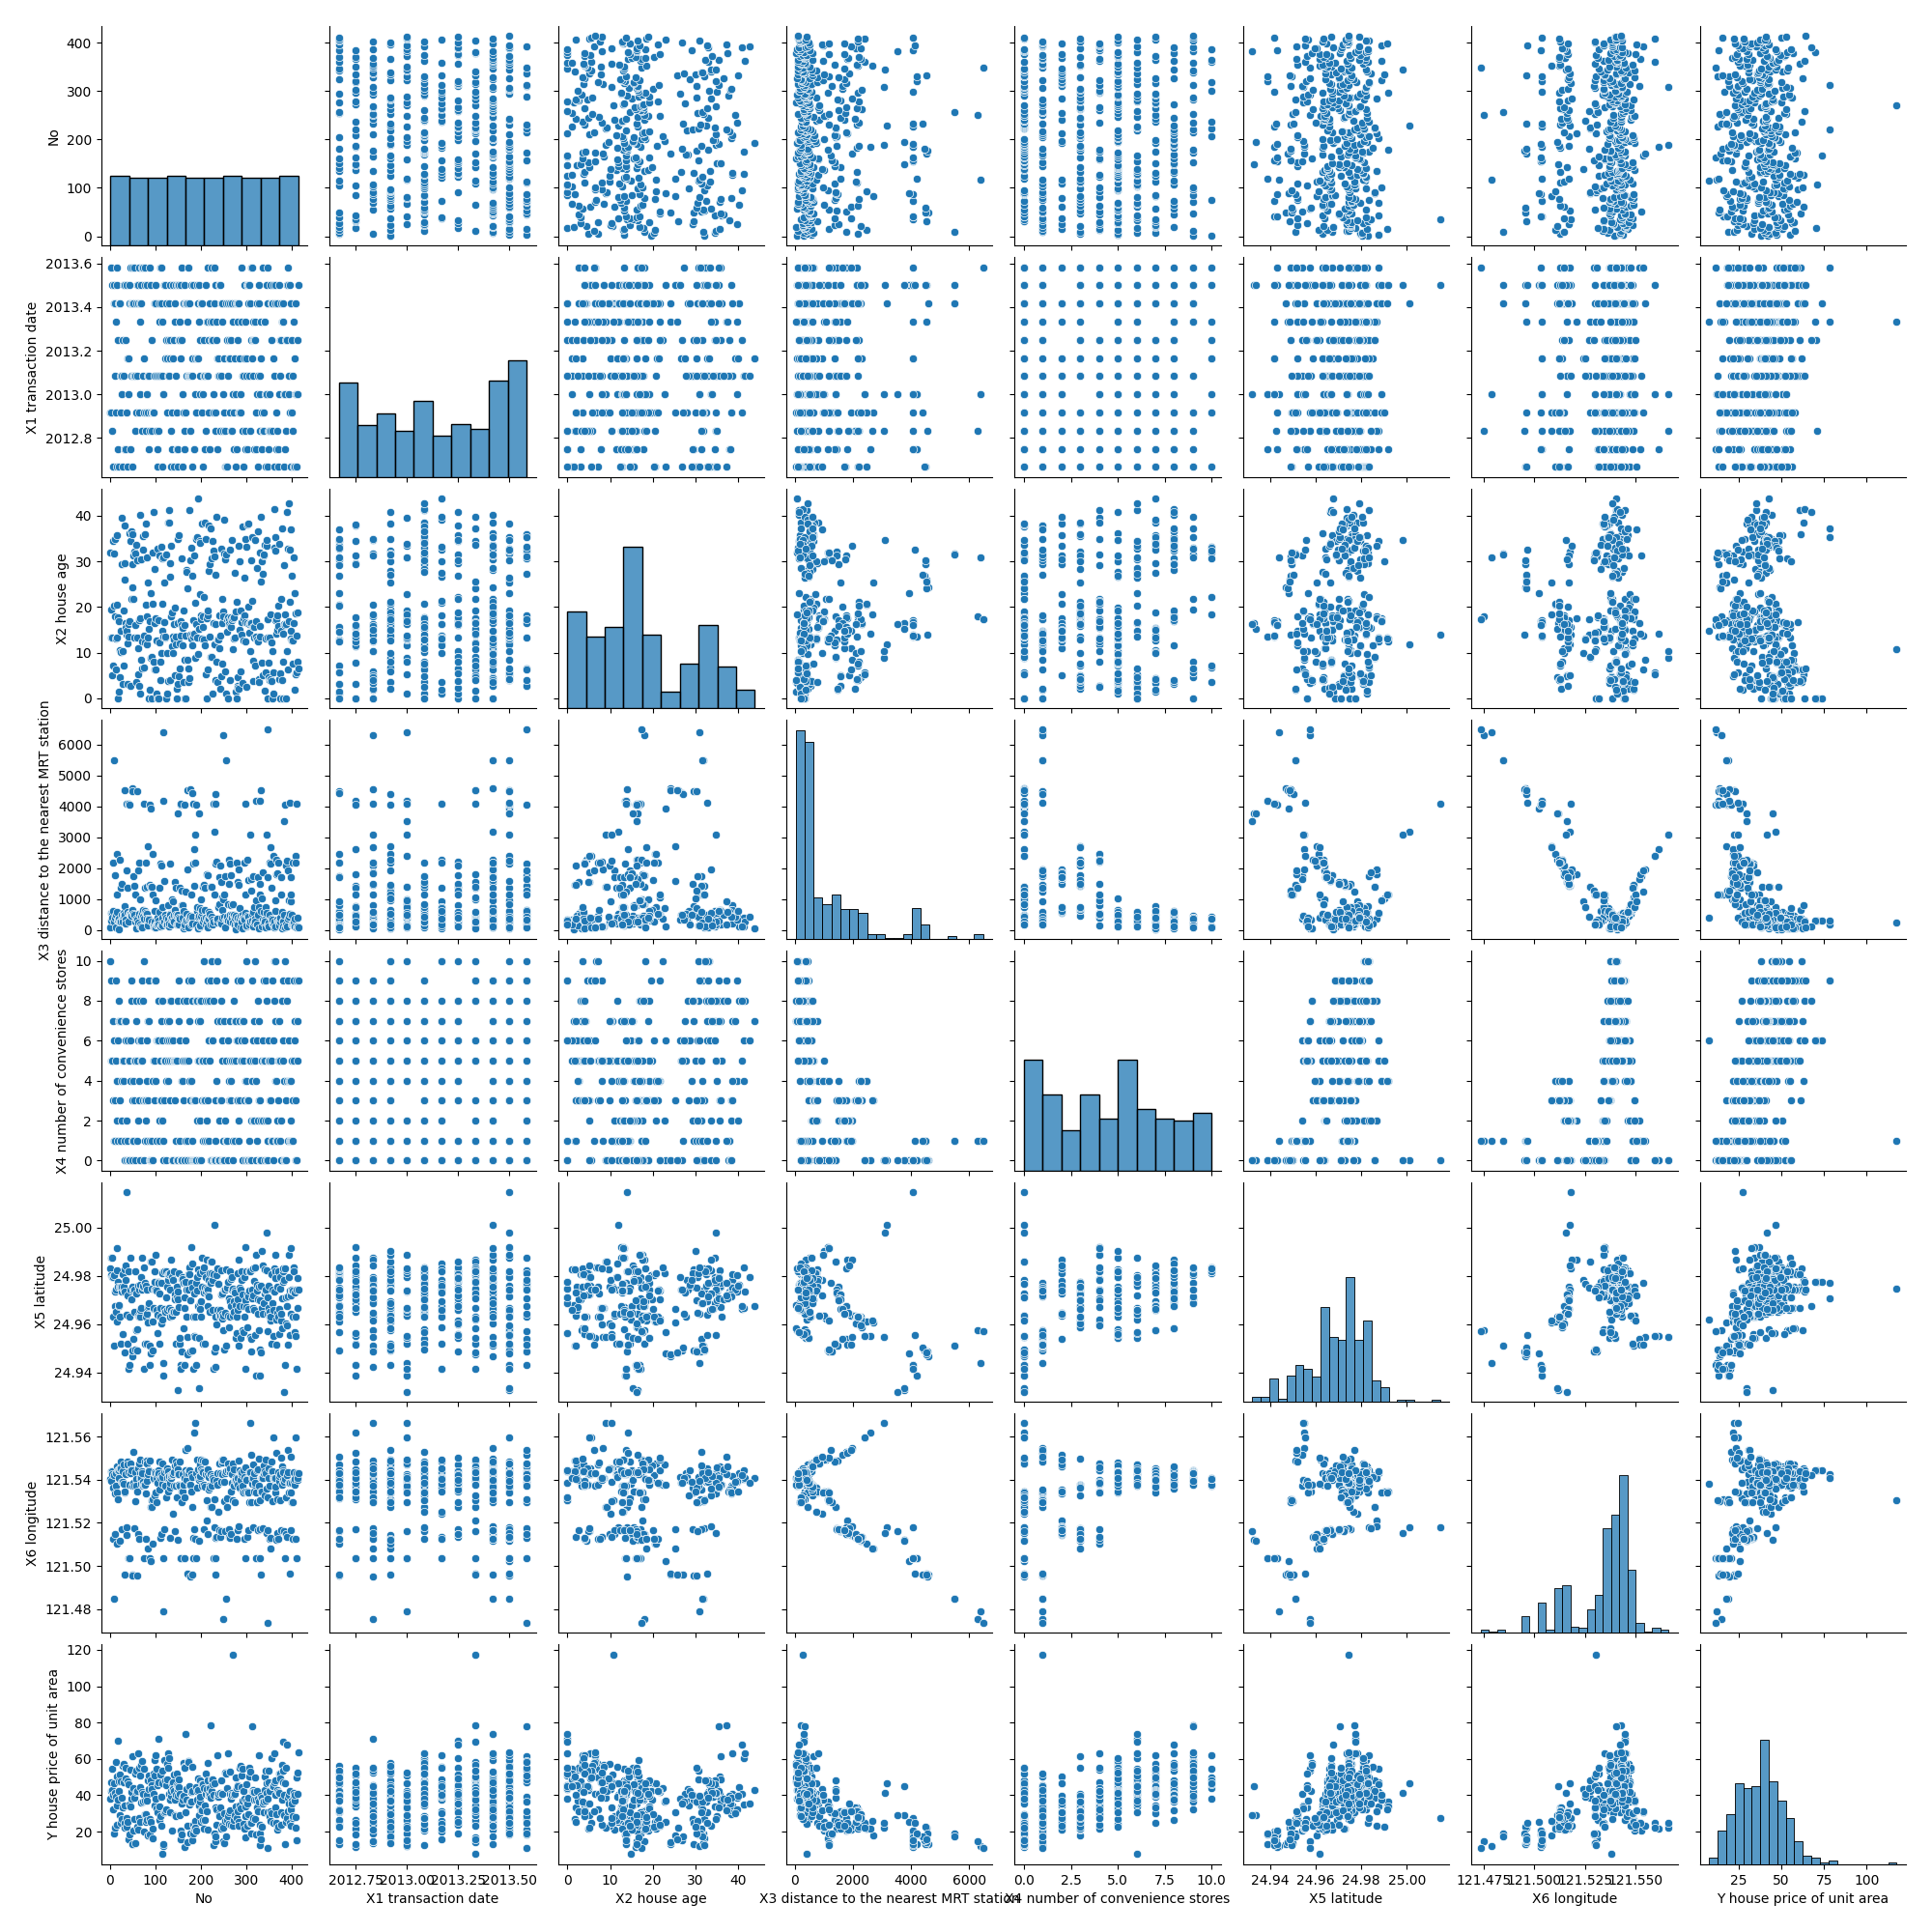 400
300
200
100
0
No
2013.6
2013.4
2013.2
2013.0
2012.8
X1 transaction date
40
30
20
10
0
X2 house age
6000
5000
4000
3000
2000
1000
0
X3 distance to the nearest MRT station
10
8
6
4
2
0
X4 number of convenience stores
25.00
24.98
24.96
24.94
X5 latitude
121.56
121.54
121.52
121.50
121.48
X6 longitude
120
100
80
60
40
20
Y house price of unit area
0 100 200 300 400
No
2012.75 2013.00 2013.25 2013.50
X1 transaction date
0 20 40
X2 house age
0 2000 4000 6000
X3 distance to the nearest MRT station
0.0 2.5 5.0 7.5 10.0
X4 number of convenience stores
24.94 24.96 24.98 25.00
X5 latitude
121.475 121.500 121.525 121.550
X6 longitude
25 50 75 100
Y house price of unit area